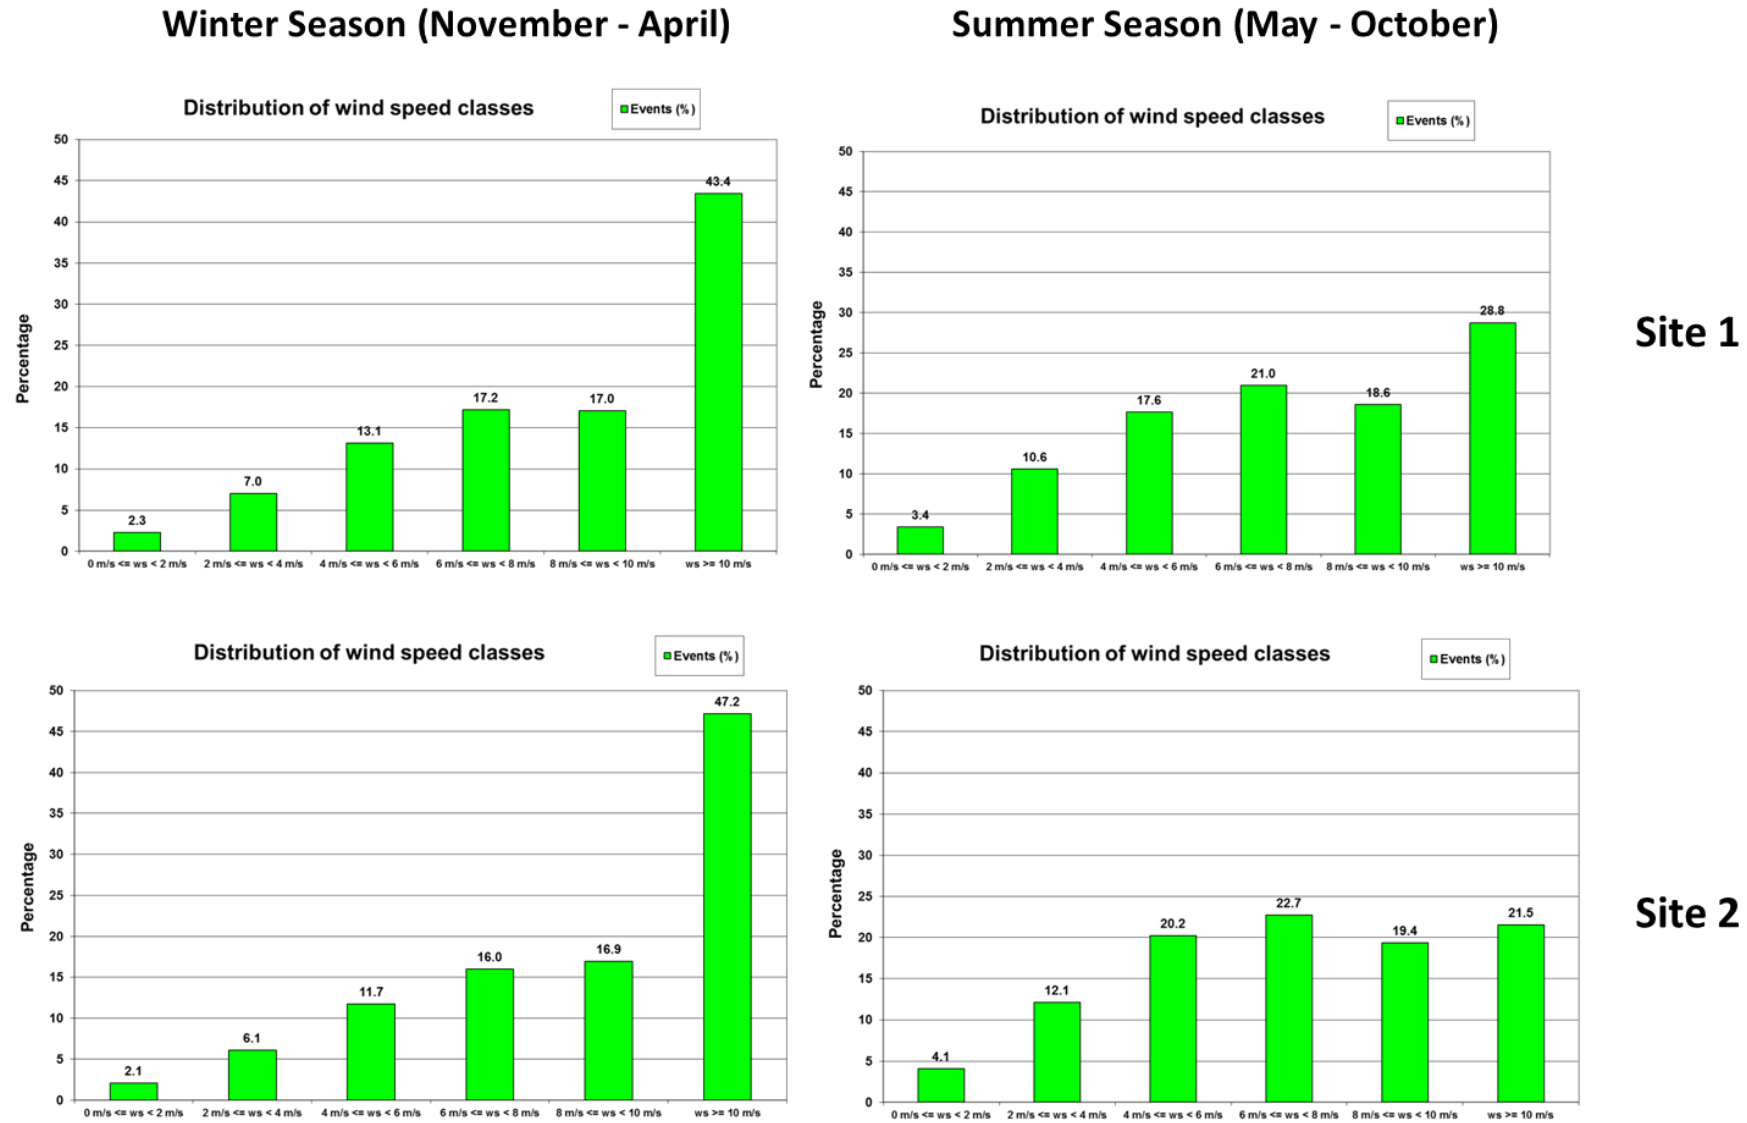 Winter Season (November - April)
Summer Season (May - October)
Distribution of wind speed classes
Events (%)
50
45
40
35
30
25
20
15
10
5
0
Percentage
2.3
7.0
13.1
17.2
17.0
43.4
0 m/s <= ws < 2 m/s
2 m/s <= ws < 4 m/s
4 m/s <= ws < 6 m/s
6 m/s <= ws < 8 m/s
8 m/s <= ws < 10 m/s
ws >= 10 m/s
Distribution of wind speed classes
Events (%)
50
45
40
35
30
25
20
15
10
5
0
Percentage
3.4
10.6
17.6
21.0
18.6
28.8
0 m/s <= ws < 2 m/s
2 m/s <= ws < 4 m/s
4 m/s <= ws < 6 m/s
6 m/s <= ws < 8 m/s
8 m/s <= ws < 10 m/s
ws >= 10 m/s
Site 1
Distribution of wind speed classes
Events (%)
50
45
40
35
30
25
20
15
10
5
0
Percentage
2.1
6.1
11.7
16.0
16.9
47.2
0 m/s <= ws < 2 m/s
2 m/s <= ws < 4 m/s
4 m/s <= ws < 6 m/s
6 m/s <= ws < 8 m/s
8 m/s <= ws < 10 m/s
ws >= 10 m/s
Distribution of wind speed classes
Events (%)
50
45
40
35
30
25
20
15
10
5
0
Percentage
4.1
12.1
20.2
22.7
19.4
21.5
0 m/s <= ws < 2 m/s
2 m/s <= ws < 4 m/s
4 m/s <= ws < 6 m/s
6 m/s <= ws < 8 m/s
8 m/s <= ws < 10 m/s
ws >= 10 m/s
Site 2